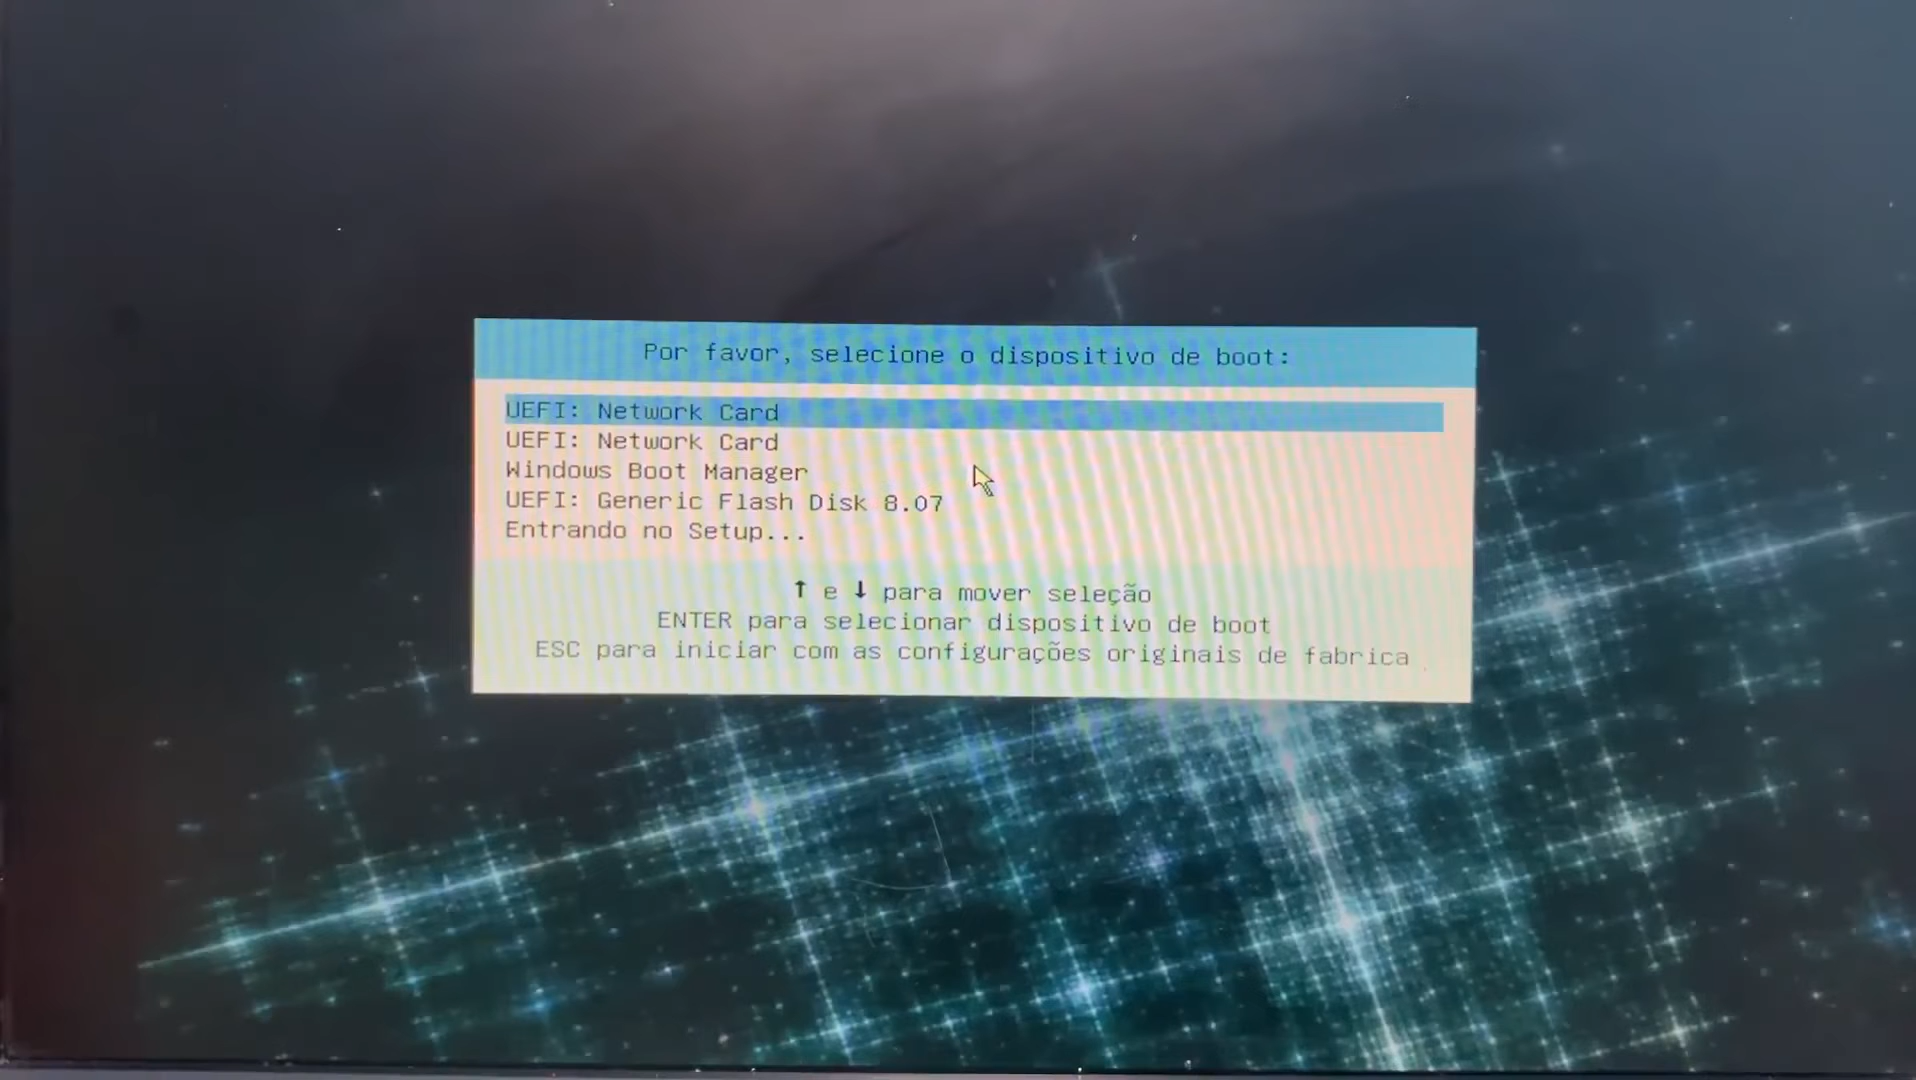 Por favor, selecione o dispositivo de boot:
UEFI: Network Card
UEFI: Network Card
Windows Boot Manager
UEFI: Generic Flash Disk 8.07
Entrando no Setup...
↑ e ↓ para mover seleção
ENTER para selecionar dispositivo de boot
ESC para iniciar com as configurações originais de fabrica